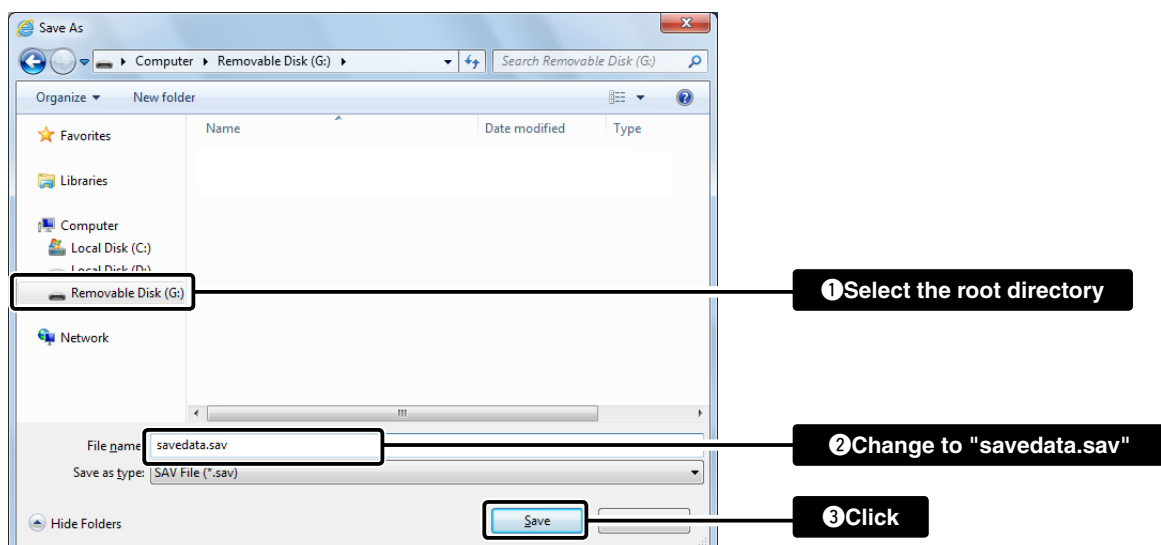 Save As
Computer Removable Disk (G:)
Search Removable Disk (G:)
Organize New folder
Name Date modified Type
Favorites
Libraries
Computer
Local Disk (C:)
Local Disk (D:)
Removable Disk (G:)
❶Select the root directory
Network
File name: savedata.sav
❷Change to "savedata.sav"
Save as type: SAV File (*.sav)
Hide Folders
Save
❸Click